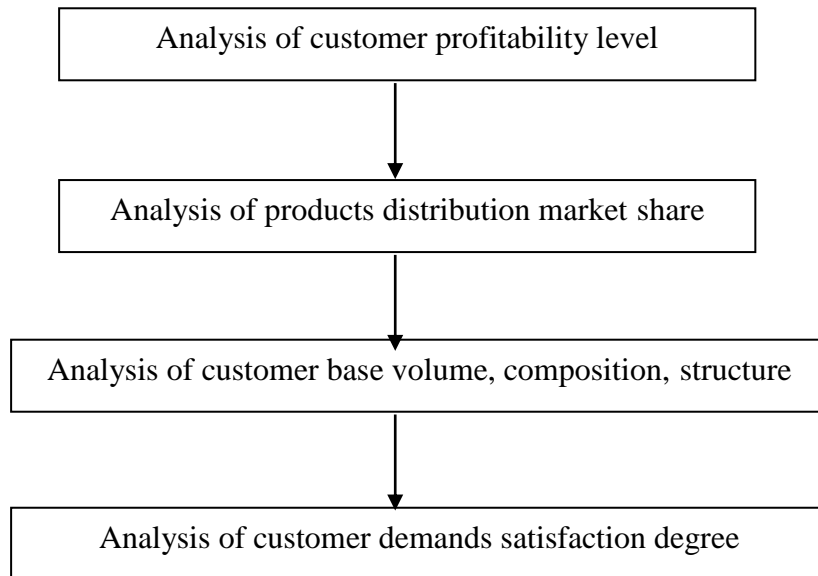 Analysis of customer profitability level
Analysis of products distribution market share
Analysis of customer base volume, composition, structure
Analysis of customer demands satisfaction degree